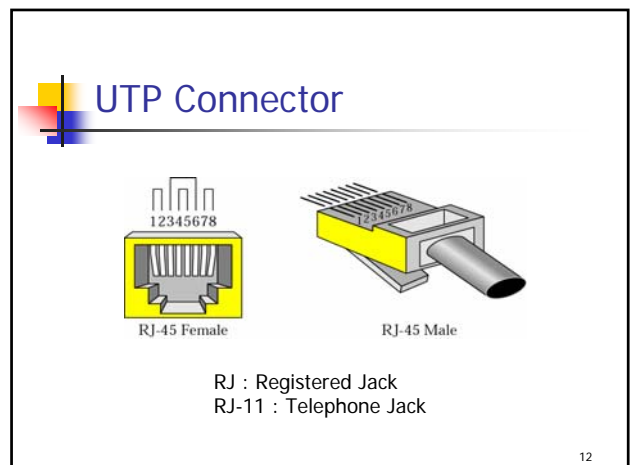 UTP Connector
12345678
12345678
RJ-45 Female
RJ-45 Male
RJ : Registered Jack
RJ-11 : Telephone Jack
12